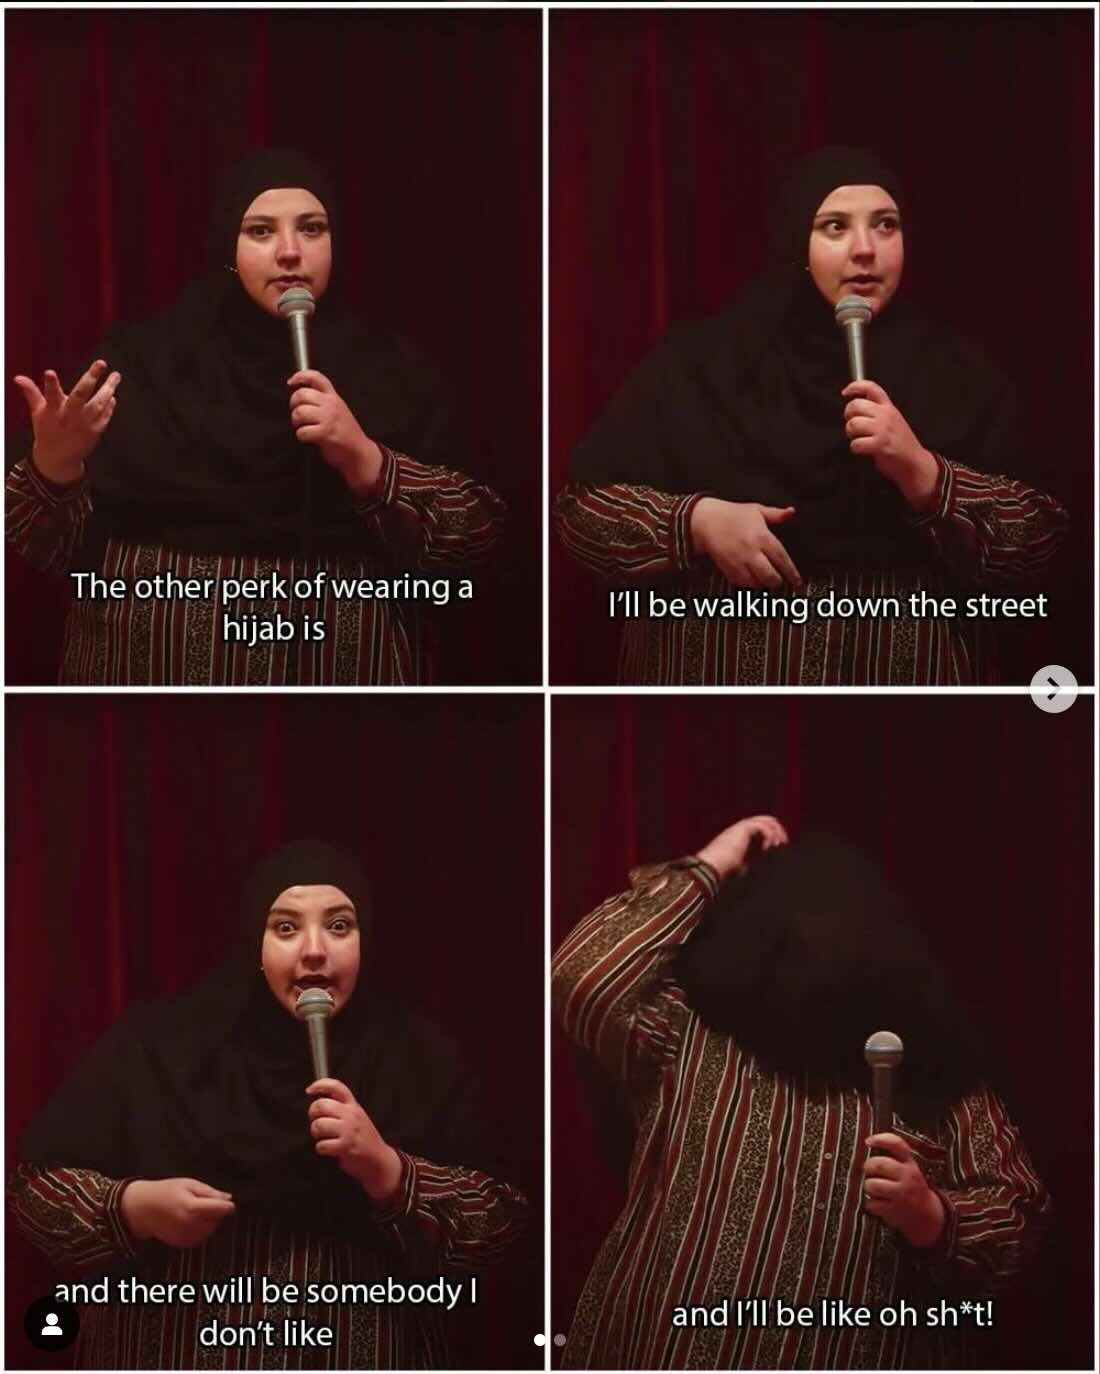 The other perk of wearing a
hijab is
I'll be walking down the street
and there will be somebody I
don't like
and I'll be like oh sh*t!